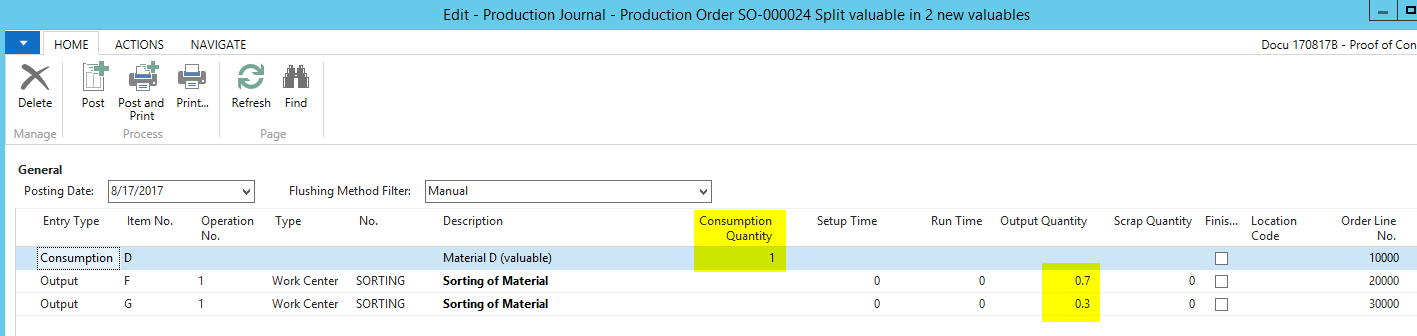 Edit - Production Journal - Production Order SO-000024 Split valuable in 2 new valuables
HOME ACTIONS NAVIGATE Docu 170817B - Proof of Con
Delete Post Post and Print Print... Refresh Find
Manage Process Page
General
Posting Date: 8/17/2017 Flushing Method Filter: Manual
Entry Type Item No. Operation No. Type No. Description Consumption Quantity Setup Time Run Time Output Quantity Scrap Quantity Finis... Location Code Order Line No.
Consumption D Material D (valuable) 1 10000
Output F 1 Work Center SORTING Sorting of Material 0 0 0.7 0 20000
Output G 1 Work Center SORTING Sorting of Material 0 0 0.3 0 30000